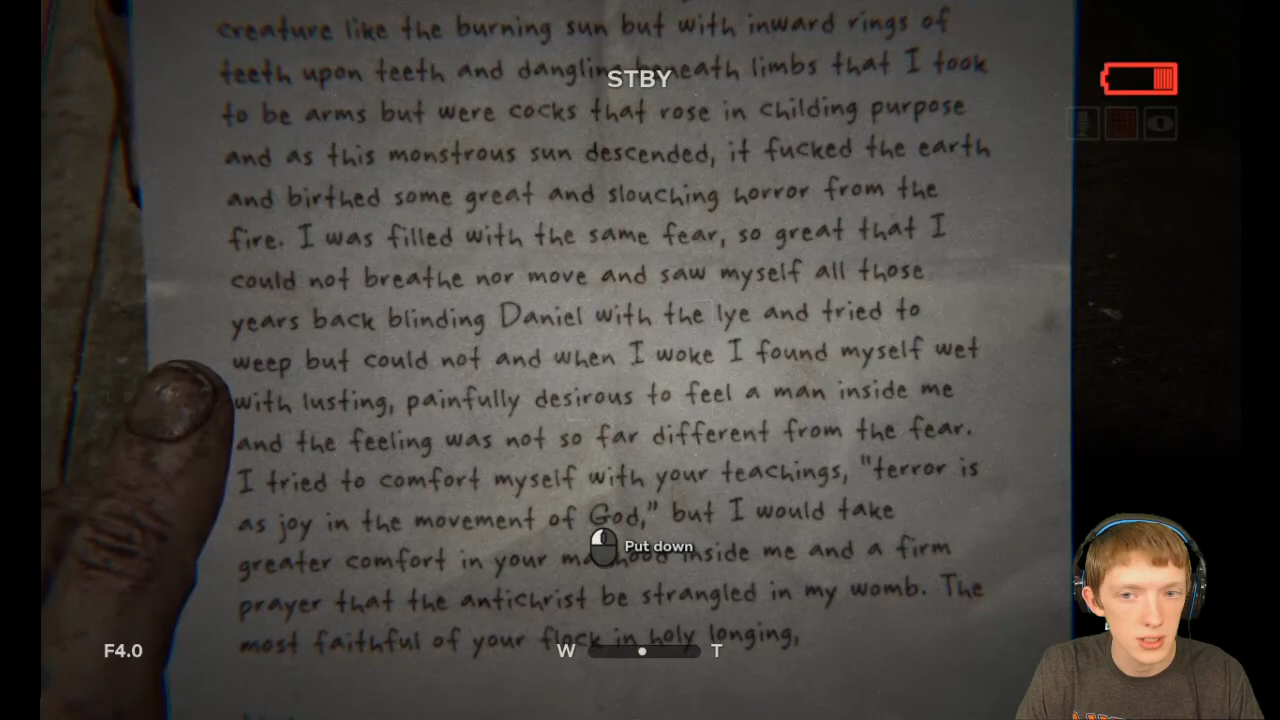 creature like the burning sun but with inward rings of
teeth upon teeth and dangling beneath limbs that I took
STBY
to be arms but were cocks that rose in childing purpose
and as this monstrous sun descended, it fucked the earth
and birthed some great and slouching horror from the
fire. I was filled with the same fear, so great that I
could not breathe nor move and saw myself all those
years back blinding Daniel with the lye and tried to
weep but could not and when I woke I found myself wet
with lusting, painfully desirous to feel a man inside me
and the feeling was not so far different from the fear.
I tried to comfort myself with your teachings, "terror is
as joy in the movement of God," but I would take
Put down
greater comfort in your manhood inside me and a firm
prayer that the antichrist be strangled in my womb. The
most faithful of your flock in holy longing,
F4.0
W T